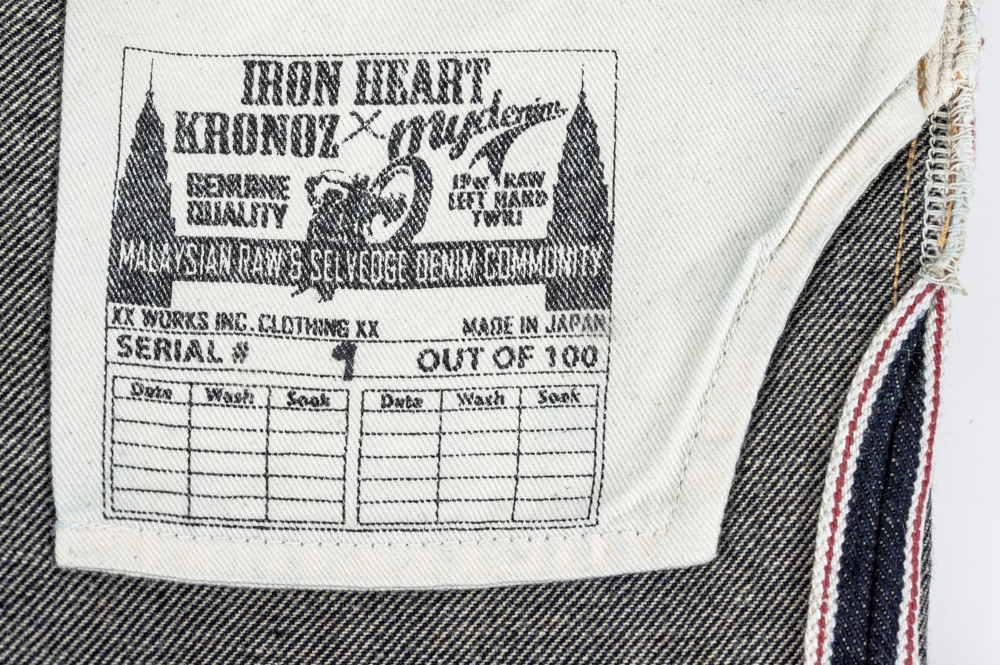 IRON HEART
KRONOZ X mydenim
GENUINE QUALITY
RAW LEFT HAND TWILL
MALAYSIAN RAW & SELVEDGE DENIM COMMUNITY
XX WORKS INC. CLOTHING XX MADE IN JAPAN
SERIAL # 1 OUT OF 100
Date Wash Soak Date Wash Soak